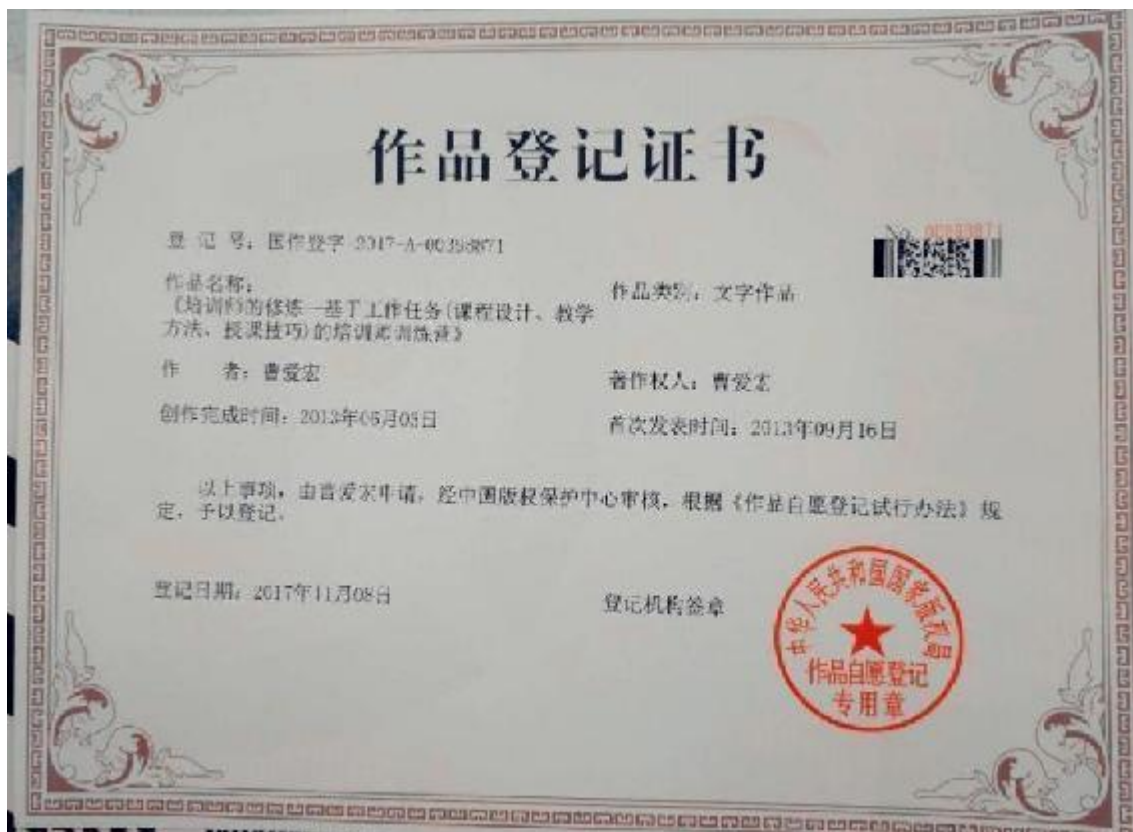 作品登记证书
登 记 号：国作登字-2017-A-00393871
作品名称：
作品类别：文字作品
《培训师的修炼—基于工作任务(课程设计、教学
方法、授课技巧)的培训师训练营》
作 者：曹爱宏
著作权人：曹爱宏
创作完成时间：2013年06月03日
首次发表时间：2013年09月16日
以上事项，由曹爱宏申请，经中国版权保护中心审核，根据《作品自愿登记试行办法》规
定，予以登记。
登记日期：2017年11月08日
登记机构签章
中华人民共和国国家版权局
作品自愿登记
专用章